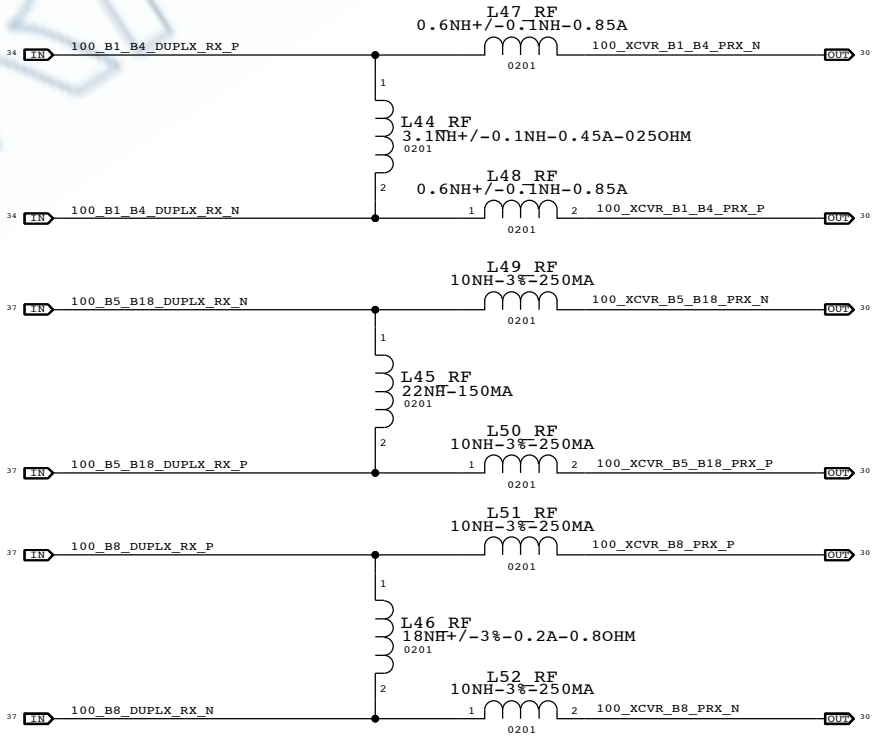 L47_RF
0.6NH+/-0.1NH-0.85A
34 IN 100_B1_B4_DUPLX_RX_P 100_XCVR_B1_B4_PRX_N OUT 30
0201
1
L44_RF
3.1NH+/-0.1NH-0.45A-025OHM
0201
2
L48_RF
0.6NH+/-0.1NH-0.85A
34 IN 100_B1_B4_DUPLX_RX_N 1 2 100_XCVR_B1_B4_PRX_P OUT 30
0201
L49_RF
10NH-3%-250MA
37 IN 100_B5_B18_DUPLX_RX_N 100_XCVR_B5_B18_PRX_N OUT 30
0201
1
L45_RF
22NH-150MA
0201
2
L50_RF
10NH-3%-250MA
37 IN 100_B5_B18_DUPLX_RX_P 1 2 100_XCVR_B5_B18_PRX_P OUT 30
0201
L51_RF
10NH-3%-250MA
37 IN 100_B8_DUPLX_RX_P 100_XCVR_B8_PRX_P OUT 30
0201
1
L46_RF
18NH+/-3%-0.2A-0.8OHM
0201
2
L52_RF
10NH-3%-250MA
37 IN 100_B8_DUPLX_RX_N 1 2 100_XCVR_B8_PRX_N OUT 30
0201